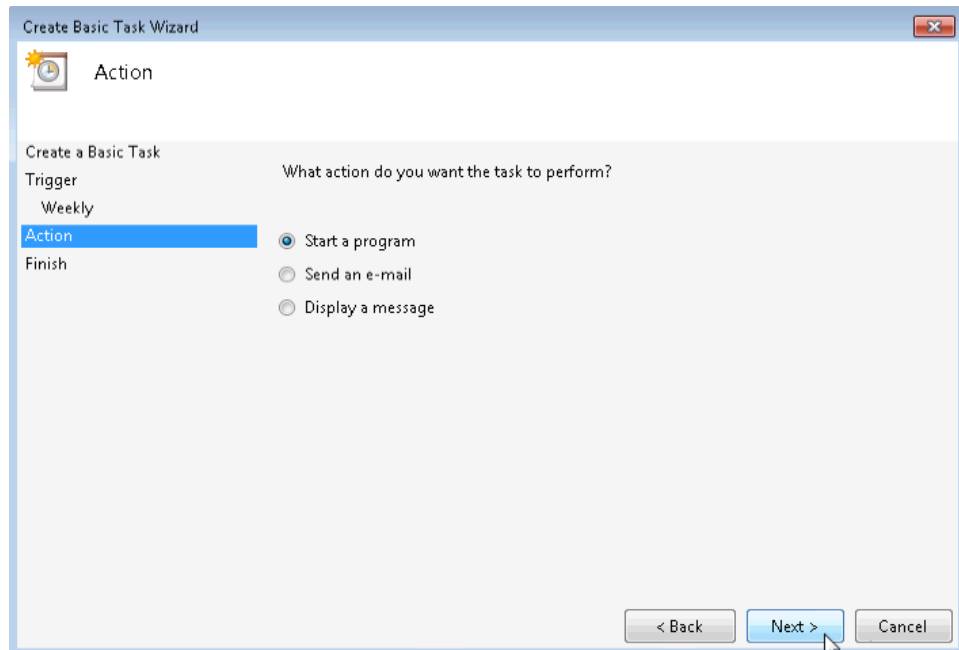 Create Basic Task Wizard
Action
Create a Basic Task
Trigger
Weekly
Action
Finish
What action do you want the task to perform?
Start a program
Send an e-mail
Display a message
< Back
Next >
Cancel